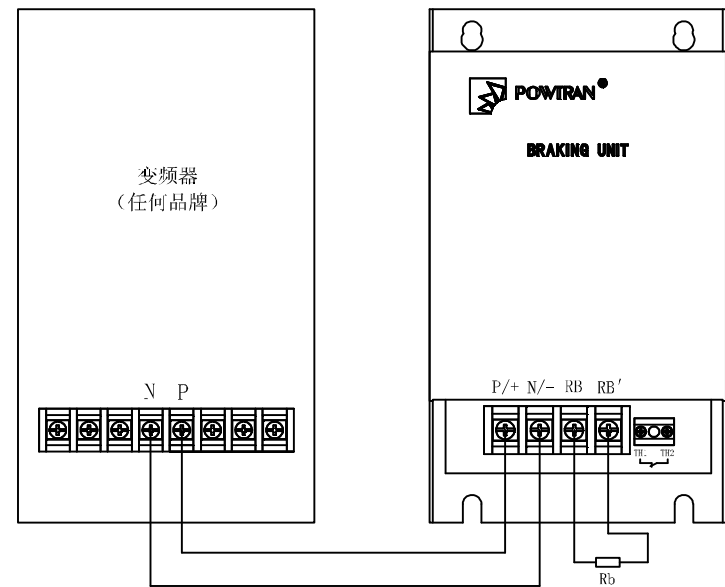 变频器
（任何品牌）
N P
POWTRAN®
BRAKING UNIT
P/+ N/- RB RB'
TH1 TH2
Rb